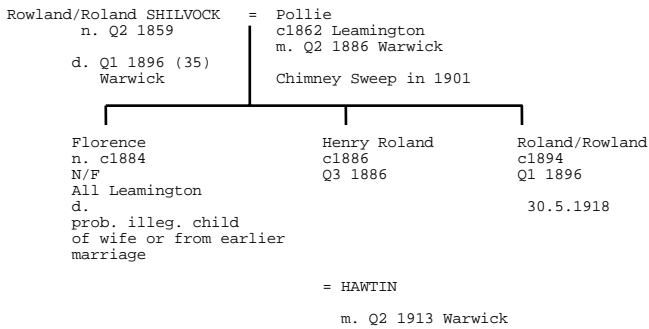 Rowland/Roland SHILVOCK = Pollie
n. Q2 1859 c1862 Leamington
m. Q2 1886 Warwick
d. Q1 1896 (35)
Warwick Chimney Sweep in 1901
Florence Henry Roland Roland/Rowland
n. c1884 c1886 c1894
N/F Q3 1886 Q1 1896
All Leamington
d. 30.5.1918
prob. illeg. child
of wife or from earlier
marriage
= HAWTIN
m. Q2 1913 Warwick